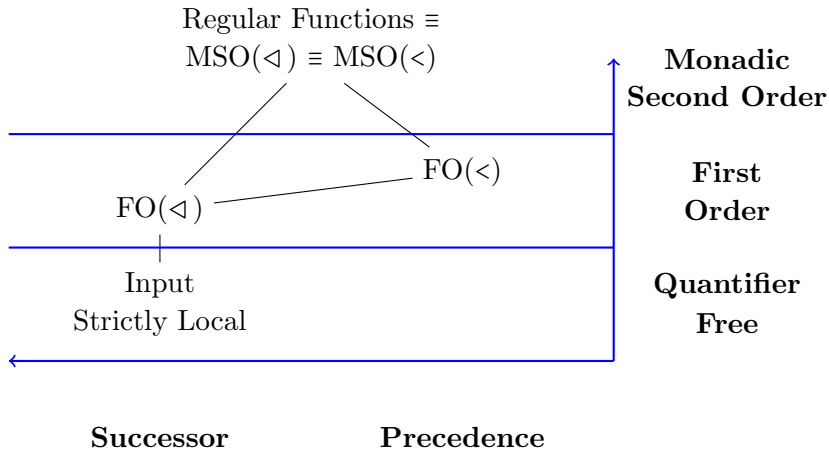 Regular Functions ≡
MSO(◁) ≡ MSO(<)
Monadic
Second Order
FO(<)
First
Order
FO(◁)
Input
Strictly Local
Quantifier
Free
Successor
Precedence